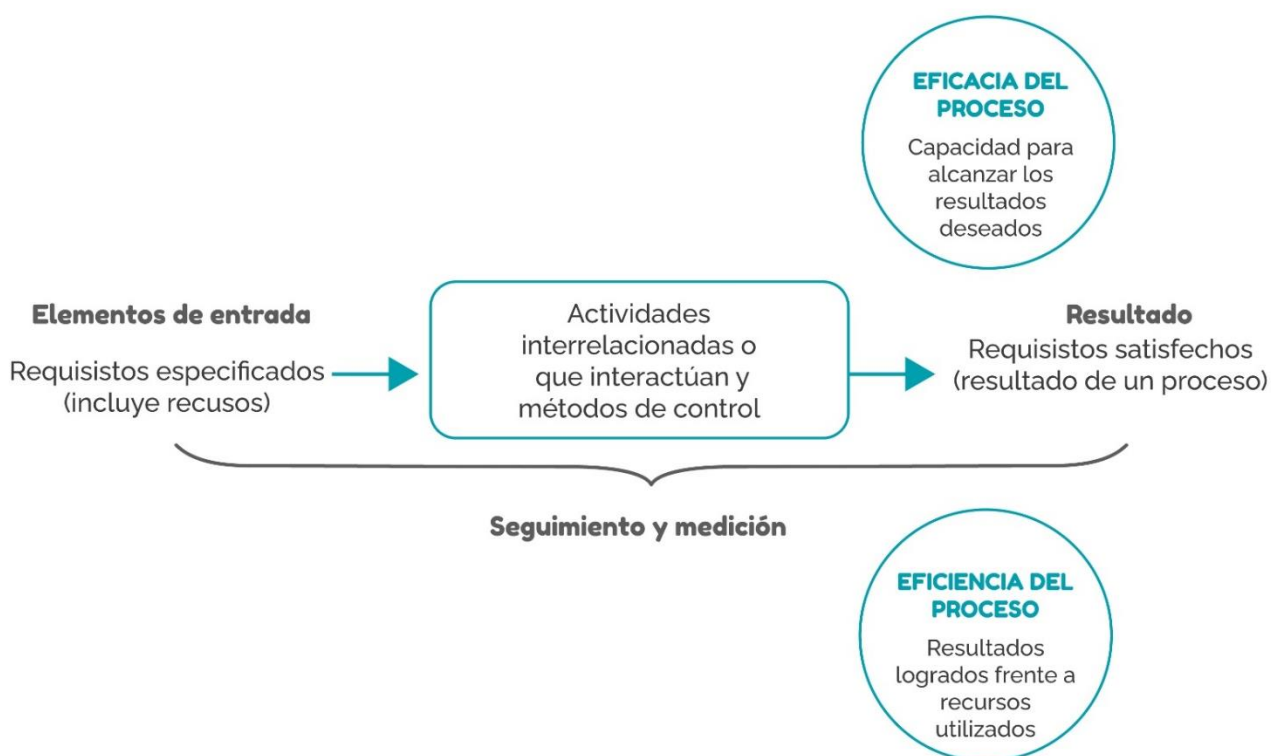 EFICACIA DEL
PROCESO
Capacidad para
alcanzar los
resultados
deseados
Elementos de entrada
Requisistos especificados
(incluye recusos)
Actividades
interrelacionadas o
que interactúan y
métodos de control
Resultado
Requisistos satisfechos
(resultado de un proceso)
Seguimiento y medición
EFICIENCIA DEL
PROCESO
Resultados
logrados frente a
recursos
utilizados